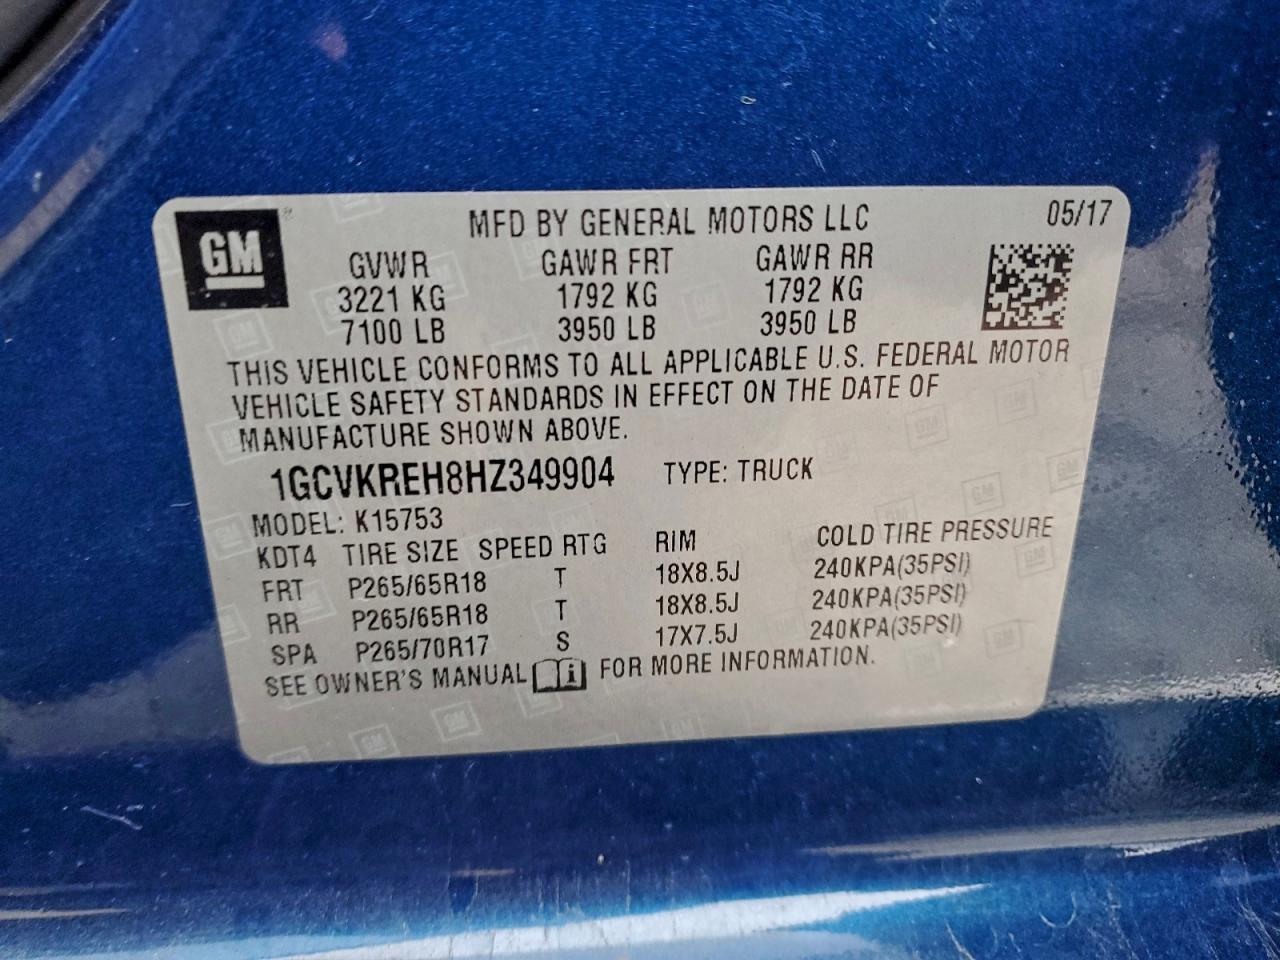 GM ®
MFD BY GENERAL MOTORS LLC 05/17
GVWR GAWR FRT GAWR RR
3221 KG 1792 KG 1792 KG
7100 LB 3950 LB 3950 LB
THIS VEHICLE CONFORMS TO ALL APPLICABLE U.S. FEDERAL MOTOR
VEHICLE SAFETY STANDARDS IN EFFECT ON THE DATE OF
MANUFACTURE SHOWN ABOVE.
1GCVKREH8HZ349904 TYPE: TRUCK
MODEL: K15753
KDT4 TIRE SIZE SPEED RTG RIM COLD TIRE PRESSURE
FRT P265/65R18 T 18X8.5J 240KPA(35PSI)
RR P265/65R18 T 18X8.5J 240KPA(35PSI)
SPA P265/70R17 S 17X7.5J 240KPA(35PSI)
SEE OWNER'S MANUAL i FOR MORE INFORMATION.